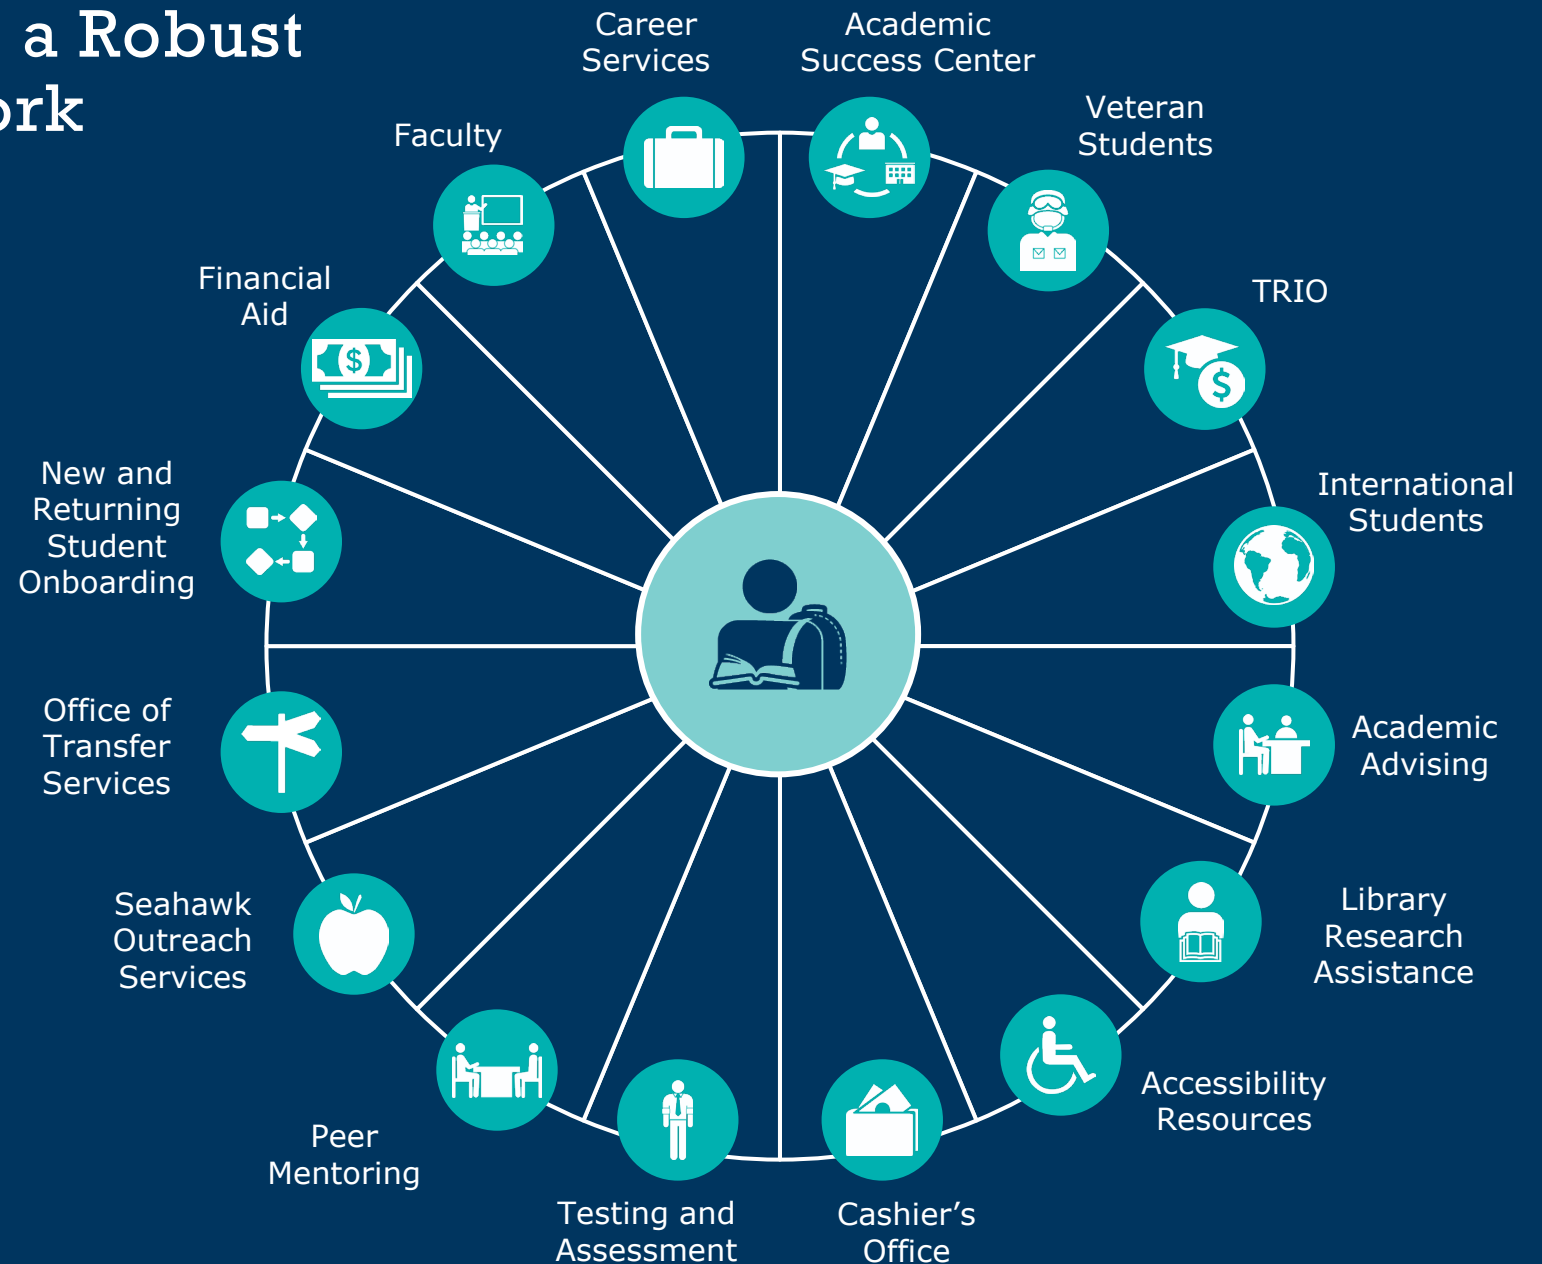 a Robust
ork
Career
Services
Academic
Success Center
Veteran
Students
Faculty
TRIO
Financial
Aid
International
Students
New and
Returning
Student
Onboarding
Academic
Advising
Office of
Transfer
Services
Library
Research
Assistance
Seahawk
Outreach
Services
Accessibility
Resources
Peer
Mentoring
Testing and
Assessment
Cashier’s
Office
$
$